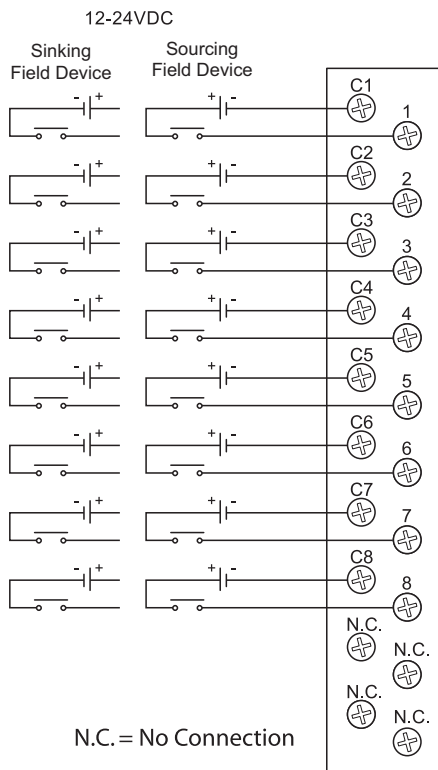 12-24VDC
Sinking
Field Device
Sourcing
Field Device
- +
+ -
C1
1
- +
+ -
C2
2
- +
+ -
C3
3
- +
+ -
C4
4
- +
+ -
C5
5
- +
+ -
C6
6
- +
+ -
C7
7
- +
+ -
C8
8
N.C.
N.C.
N.C.
N.C.
N.C. = No Connection